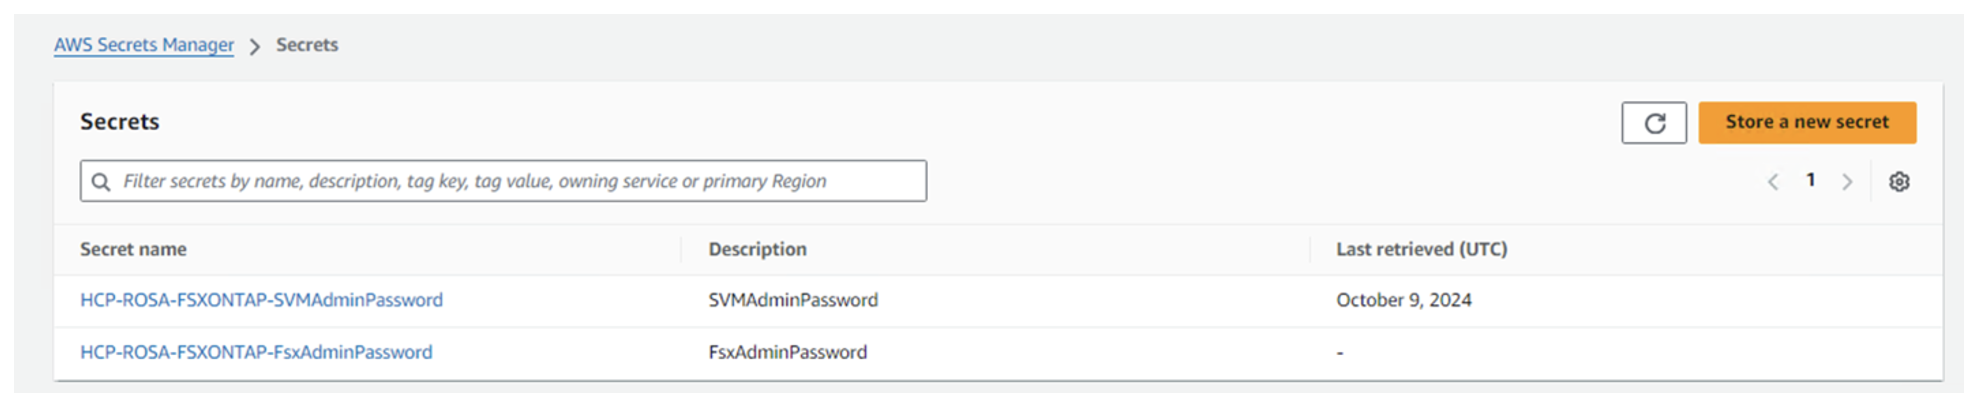 AWS Secrets Manager > Secrets
Secrets
Store a new secret
Filter secrets by name, description, tag key, tag value, owning service or primary Region
< 1 >
Secret name Description Last retrieved (UTC)
HCP-ROSA-FSXONTAP-SVMAdminPassword SVMAdminPassword October 9, 2024
HCP-ROSA-FSXONTAP-FsxAdminPassword FsxAdminPassword -